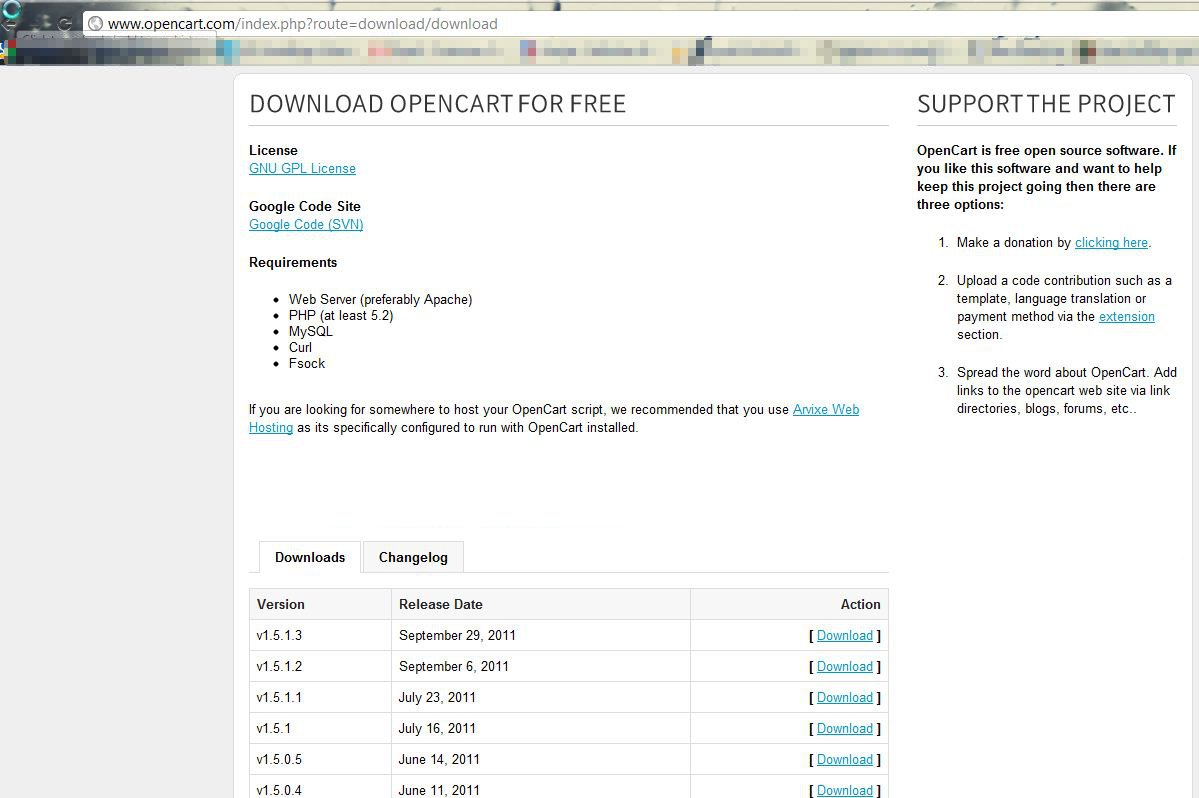 www.opencart.com/index.php?route=download/download
DOWNLOAD OPENCART FOR FREE
License
GNU GPL License
Google Code Site
Google Code (SVN)
Requirements
• Web Server (preferably Apache)
• PHP (at least 5.2)
• MySQL
• Curl
• Fsock
If you are looking for somewhere to host your OpenCart script, we recommended that you use Arvixe Web
Hosting as its specifically configured to run with OpenCart installed.
SUPPORT THE PROJECT
OpenCart is free open source software. If
you like this software and want to help
keep this project going then there are
three options:
1. Make a donation by clicking here.
2. Upload a code contribution such as a
template, language translation or
payment method via the extension
section.
3. Spread the word about OpenCart. Add
links to the opencart web site via link
directories, blogs, forums, etc..
Downloads Changelog
Version Release Date Action
v1.5.1.3 September 29, 2011 [ Download ]
v1.5.1.2 September 6, 2011 [ Download ]
v1.5.1.1 July 23, 2011 [ Download ]
v1.5.1 July 16, 2011 [ Download ]
v1.5.0.5 June 14, 2011 [ Download ]
v1.5.0.4 June 11, 2011 [ Download ]